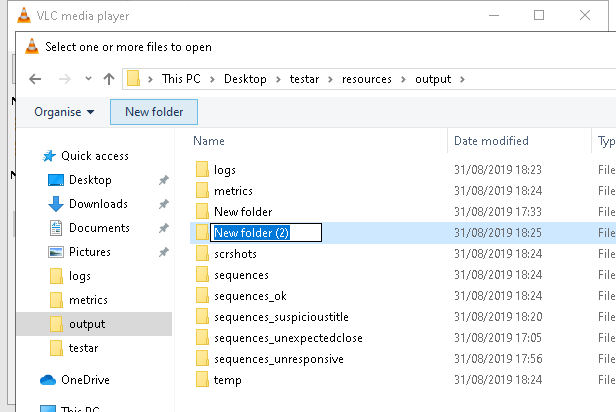 VLC media player
Select one or more files to open
This PC > Desktop > testar > resources > output >
Organise New folder
Name Date modified Typ
Quick access
Desktop
Downloads
Documents
Pictures
logs
metrics
output
testar
OneDrive
This PC
logs 31/08/2019 18:23 File
metrics 31/08/2019 18:24 File
New folder 31/08/2019 17:33 File
New folder (2) 31/08/2019 18:25 File
scrshots 31/08/2019 18:24 File
sequences 31/08/2019 18:24 File
sequences_ok 31/08/2019 18:24 File
sequences_suspicioustitle 31/08/2019 18:20 File
sequences_unexpectedclose 31/08/2019 17:05 File
sequences_unresponsive 31/08/2019 17:56 File
temp 31/08/2019 18:24 File